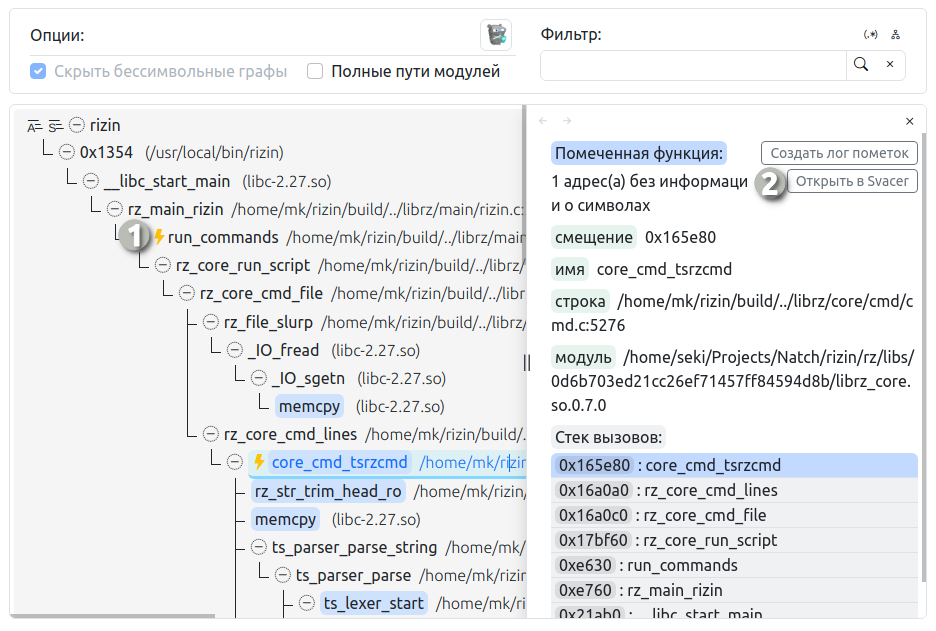 Опции:
Скрыть бессимвольные графы
Полные пути модулей
Фильтр:
(.*)
×
A
S
rizin
0x1354 (/usr/local/bin/rizin)
__libc_start_main (libc-2.27.so)
rz_main_rizin /home/mk/rizin/build/../librz/main/rizin.c:
1
run_commands /home/mk/rizin/build/../librz/main
rz_core_run_script /home/mk/rizin/build/../librz/
rz_core_cmd_file /home/mk/rizin/build/../libr
rz_file_slurp /home/mk/rizin/build/../librz/
_IO_fread (libc-2.27.so)
_IO_sgetn (libc-2.27.so)
memcpy (libc-2.27.so)
rz_core_cmd_lines /home/mk/rizin/build/.
core_cmd_tsrzcmd /home/mk/rizin
rz_str_trim_head_ro /home/mk/rizin/
memcpy (libc-2.27.so)
ts_parser_parse_string /home/mk/
ts_parser_parse /home/mk/rizin
ts_lexer_start /home/mk/ri
← → ×
Помеченная функция:
Создать лог пометок
1 адрес(а) без информаци
и о символах
2
Открыть в Svacer
смещение 0x165e80
имя core_cmd_tsrzcmd
строка /home/mk/rizin/build/../librz/core/cmd/c
md.c:5276
модуль /home/seki/Projects/Natch/rizin/rz/libs/
0d6b703ed21cc26ef71457ff84594d8b/librz_core.
so.0.7.0
Стек вызовов:
0x165e80 : core_cmd_tsrzcmd
0x16a0a0 : rz_core_cmd_lines
0x16a0c0 : rz_core_cmd_file
0x17bf60 : rz_core_run_script
0xe630 : run_commands
0xe760 : rz_main_rizin
0x21ab0 : __libc_start_main